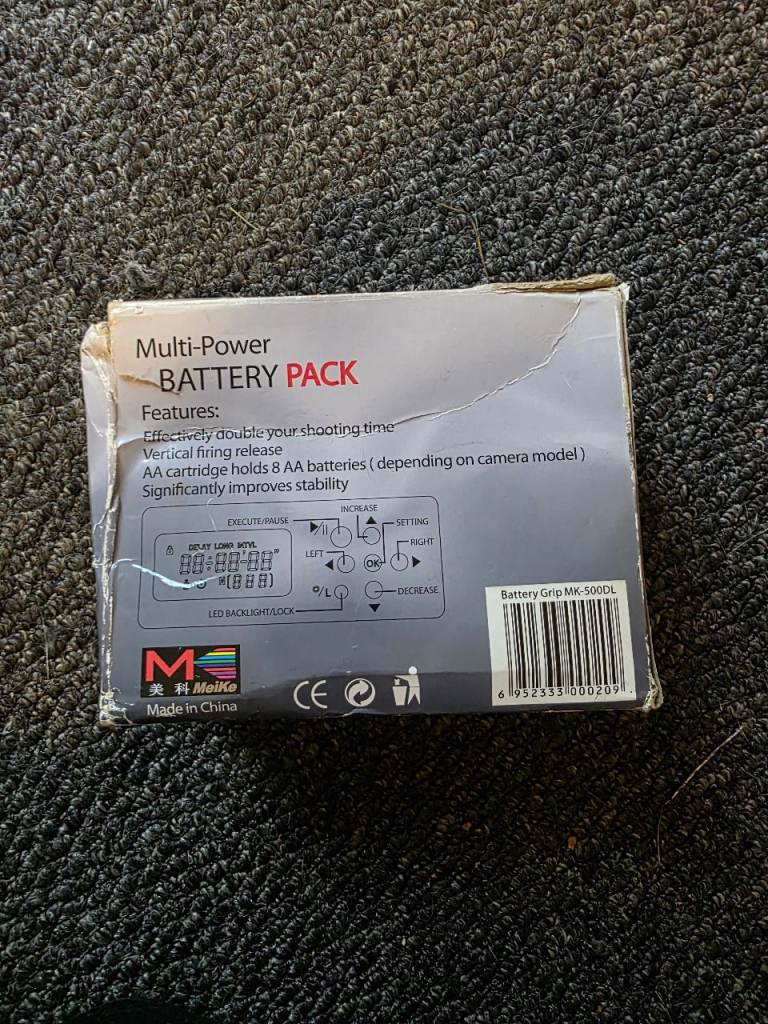 Multi-Power
BATTERY PACK
Features:
Effectively double your shooting time
Vertical firing release
AA cartridge holds 8 AA batteries ( depending on camera model )
Significantly improves stability
INCREASE
EXECUTE/PAUSE
SETTING
DELAY LONG INTVL
RIGHT
LEFT
OK
DECREASE
LED BACKLIGHT/LOCK
Battery Grip MK-500DL
6 952333 000209
M
美科 MeiKe
Made in China
CE